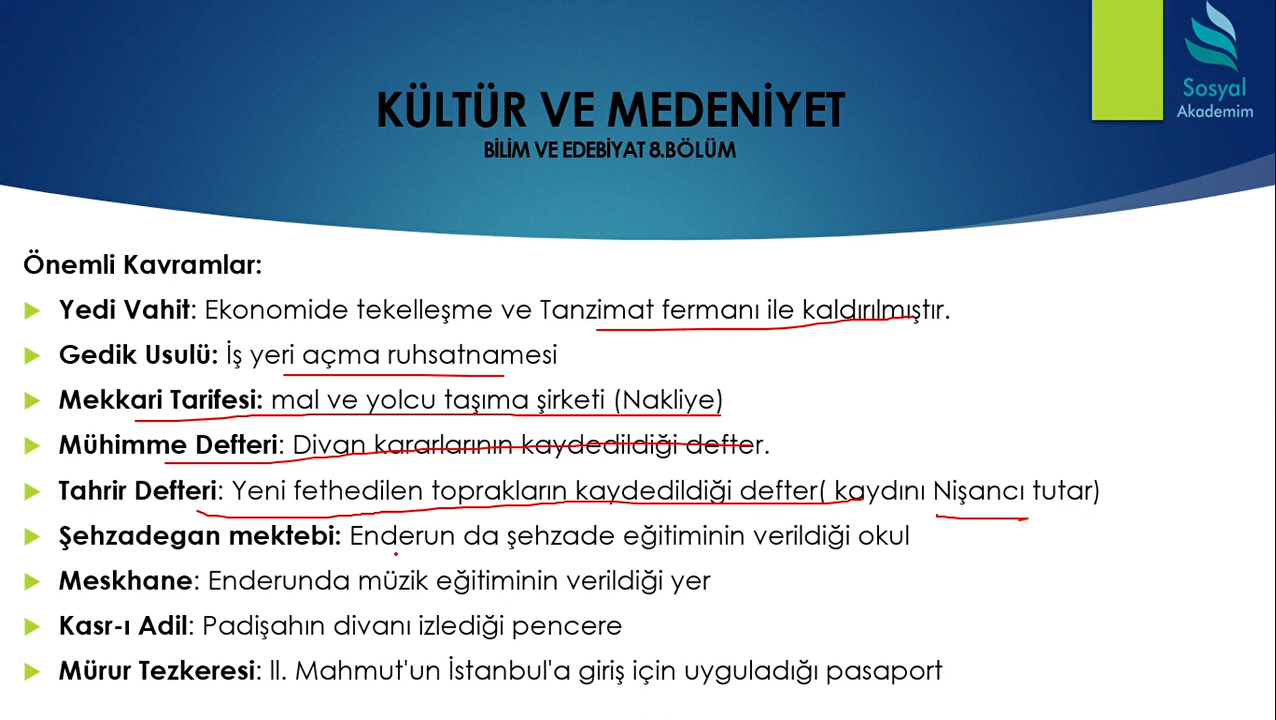 Sosyal
Akademim
KÜLTÜR VE MEDENİYET
BİLİM VE EDEBİYAT 8.BÖLÜM
Önemli Kavramlar:
Yedi Vahit: Ekonomide tekelleşme ve Tanzimat fermanı ile kaldırılmıştır.
Gedik Usulü: İş yeri açma ruhsatnamesi
Mekkari Tarifesi: mal ve yolcu taşıma şirketi (Nakliye)
Mühimme Defteri: Divan kararlarının kaydedildiği defter.
Tahrir Defteri: Yeni fethedilen toprakların kaydedildiği defter( kaydını Nişancı tutar)
Şehzadegan mektebi: Enderun da şehzade eğitiminin verildiği okul
Meskhane: Enderunda müzik eğitiminin verildiği yer
Kasr-ı Adil: Padişahın divanı izlediği pencere
Mürur Tezkeresi: II. Mahmut'un İstanbul'a giriş için uyguladığı pasaport